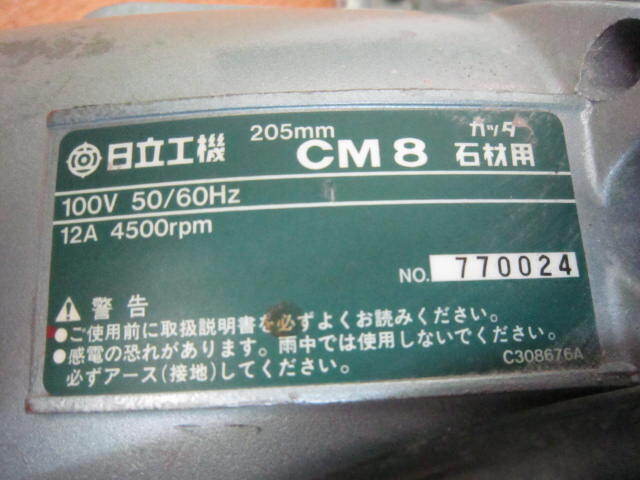 日立工機 205mm CM8 カッタ 石材用
100V 50/60Hz
12A 4500rpm
NO. 770024
警告
●ご使用前に取扱説明書を必ずよくお読みください。
●感電の恐れがあります。雨中では使用しないでください。
必ずアース(接地)してください。
C308676A